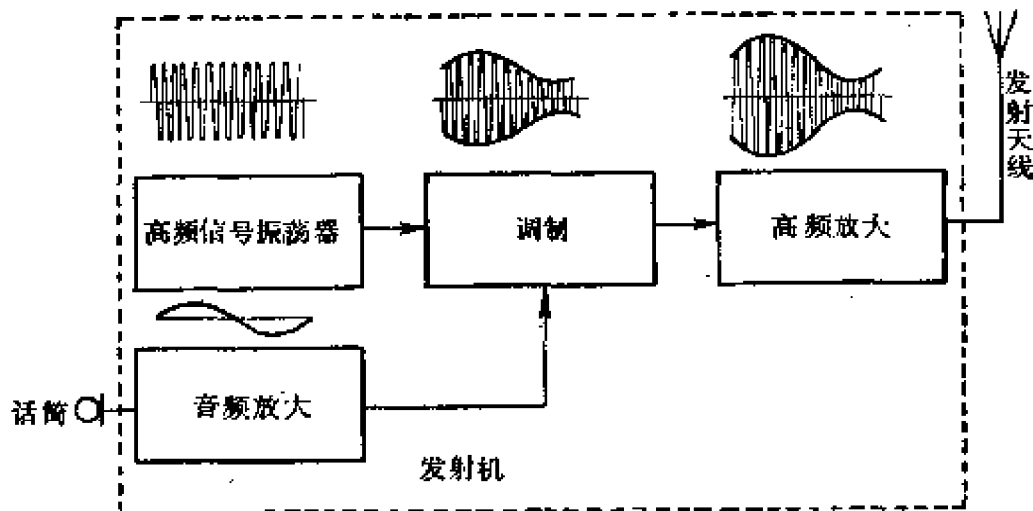 发射天线
高频信号振荡器
调制
高频放大
话筒
音频放大
发射机